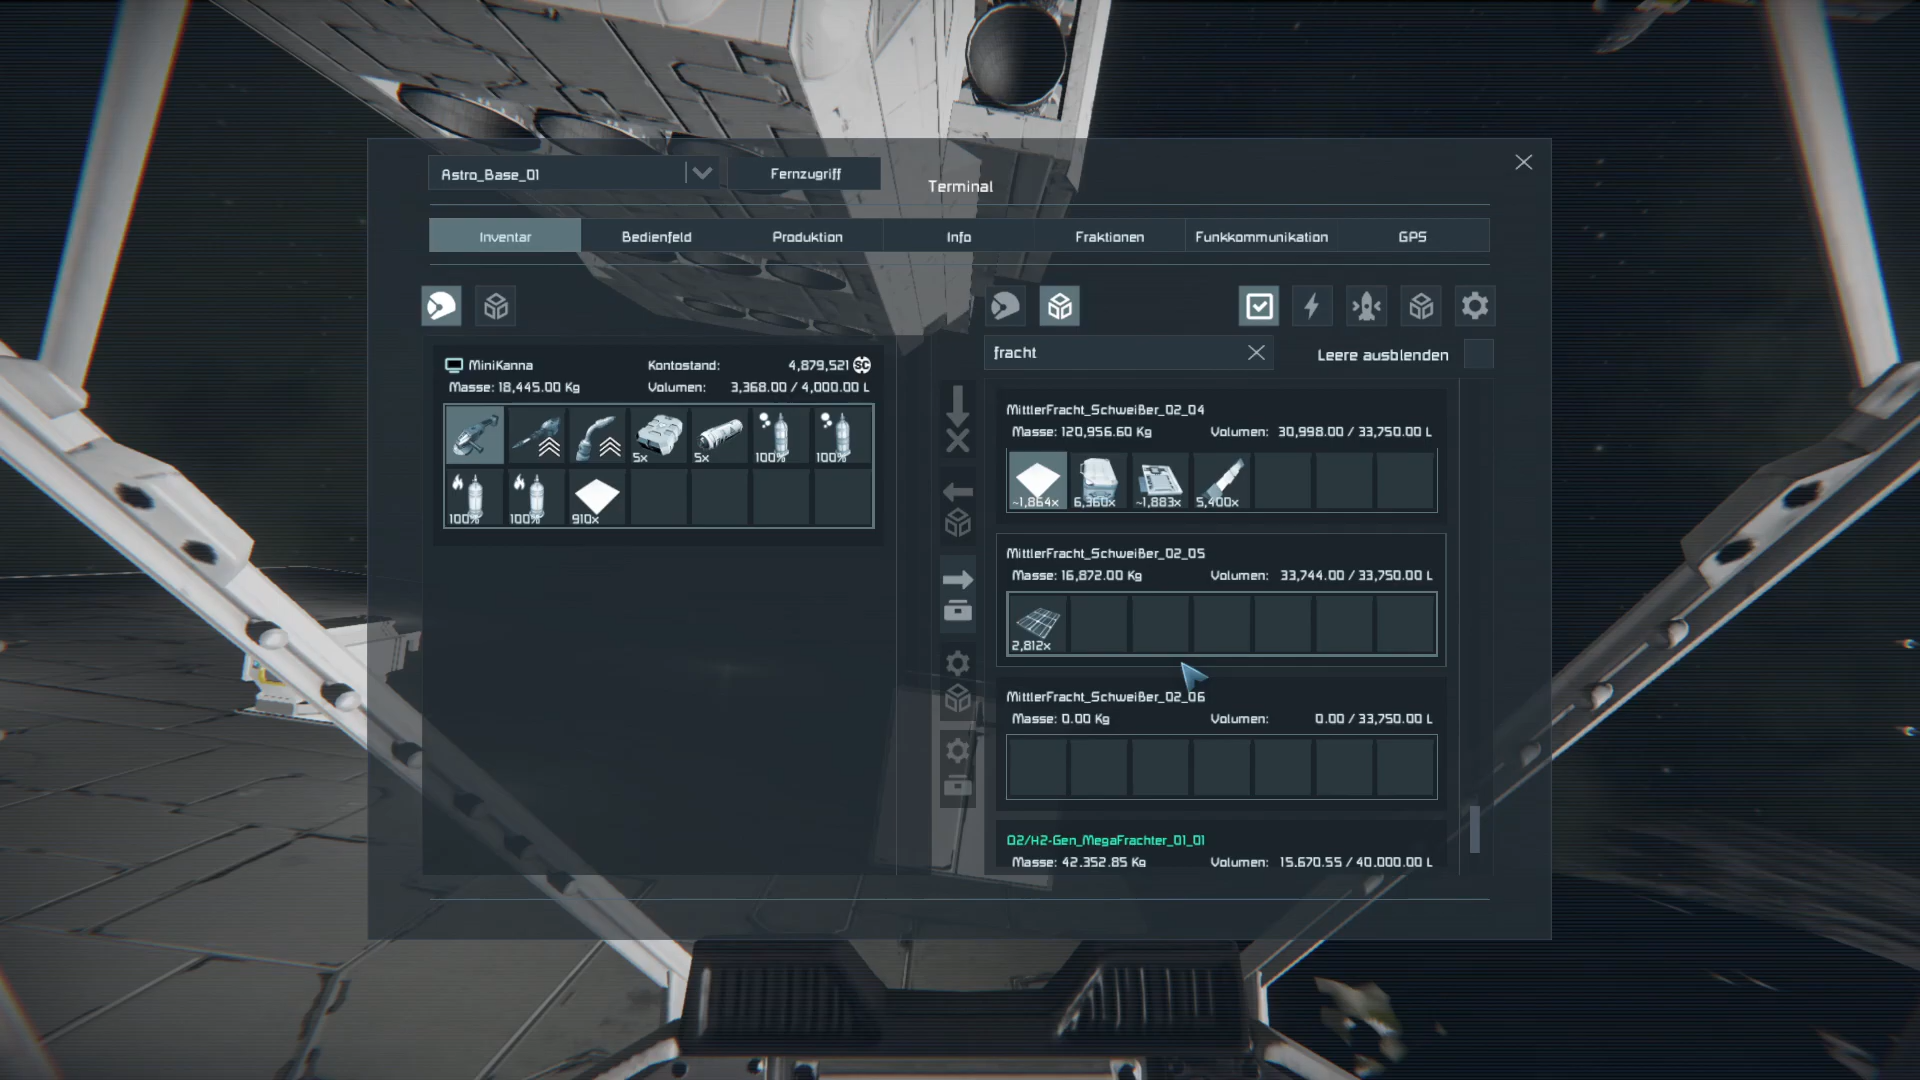 Astro_Base_01
Fernzugriff
Terminal
Inventar
Bedienfeld
Produktion
Info
Fraktionen
Funkkommunikation
GPS
fracht
Leere ausblenden
MiniKanna
Kontostand: 4,879,521 SC
Masse: 18,445.00 Kg
Volumen: 3,368.00 / 4,000.00 L
5x
5x
100%
100%
100%
100%
910x
MittlerFracht_Schweißer_02_04
Masse: 120,956.60 Kg
Volumen: 30,998.00 / 33,750.00 L
~1,864x
6,360x
~1,883x
5,400x
MittlerFracht_Schweißer_02_05
Masse: 16,872.00 Kg
Volumen: 33,744.00 / 33,750.00 L
2,812x
MittlerFracht_Schweißer_02_06
Masse: 0.00 Kg
Volumen: 0.00 / 33,750.00 L
O2/H2-Gen_MegaFrachter_01_01
Masse: 42,352.85 Kg
Volumen: 15,670.55 / 40,000.00 L